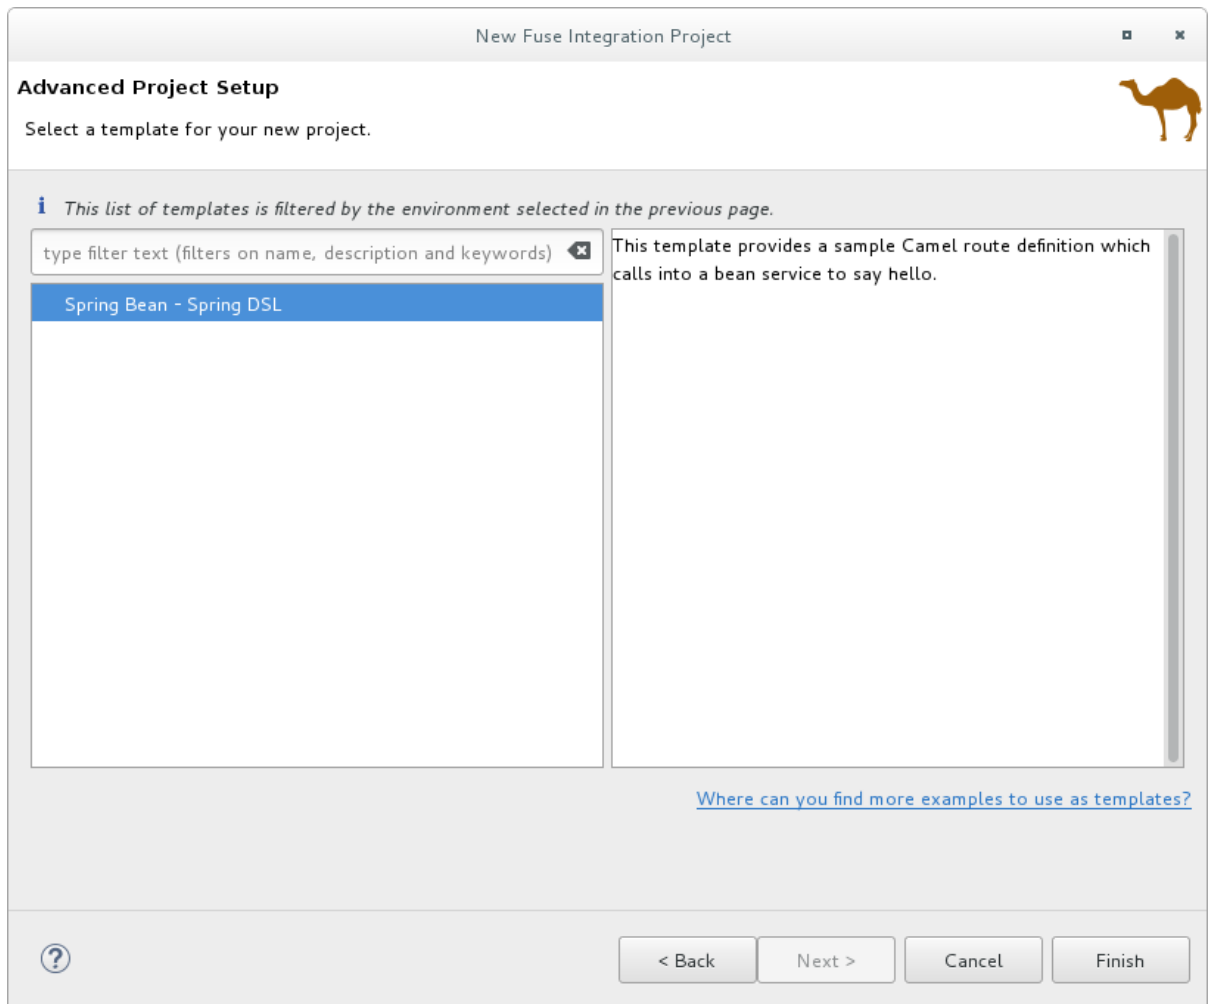 New Fuse Integration Project
Advanced Project Setup
Select a template for your new project.
i This list of templates is filtered by the environment selected in the previous page.
type filter text (filters on name, description and keywords)
Spring Bean - Spring DSL
This template provides a sample Camel route definition which
calls into a bean service to say hello.
Where can you find more examples to use as templates?
? < Back Next > Cancel Finish